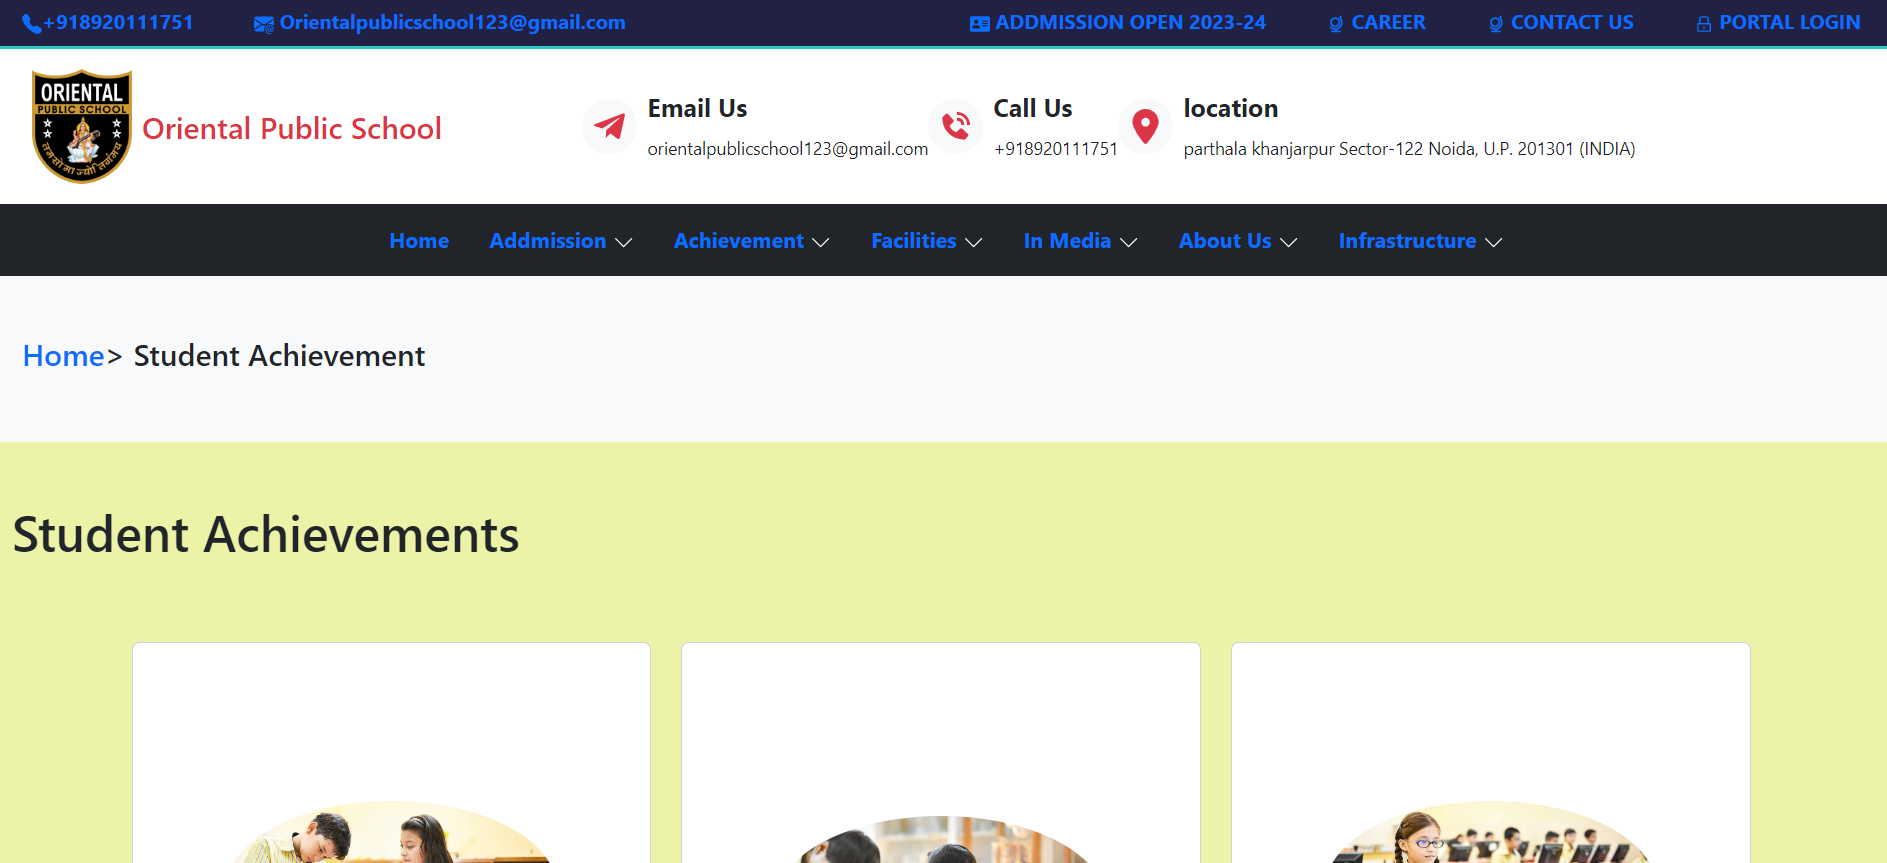 +918920111751 Orientalpublicschool123@gmail.com ADDMISSION OPEN 2023-24 CAREER CONTACT US PORTAL LOGIN
ORIENTAL
PUBLIC SCHOOL
तमसो मा ज्योतिर्गमय
Oriental Public School
Email Us
orientalpublicschool123@gmail.com
Call Us
+918920111751
location
parthala khanjarpur Sector-122 Noida, U.P. 201301 (INDIA)
Home Addmission Achievement Facilities In Media About Us Infrastructure
Home> Student Achievement
Student Achievements